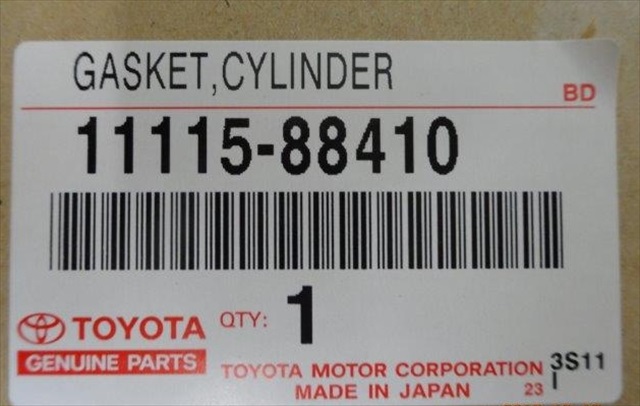 GASKET,CYLINDER
BD
11115-88410
TOYOTA
QTY: 1
GENUINE PARTS
TOYOTA MOTOR CORPORATION 3S11
MADE IN JAPAN 23 I